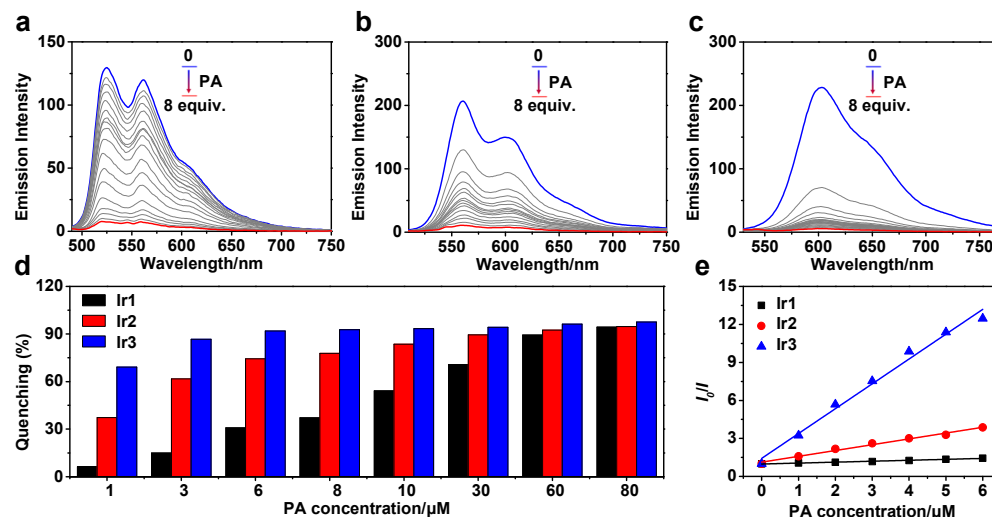 a
150
100
50
0
Emission Intensity
500 550 600 650 700 750
Wavelength/nm
0
PA
8 equiv.
b
300
200
100
0
Emission Intensity
550 600 650 700 750
Wavelength/nm
0
PA
8 equiv.
c
300
200
100
0
Emission Intensity
550 600 650 700 750
Wavelength/nm
0
PA
8 equiv.
d
120
90
60
30
0
Quenching (%)
Ir1
Ir2
Ir3
1 3 6 8 10 30 60 80
PA concentration/μM
e
15
12
9
6
3
0
I0/I
Ir1
Ir2
Ir3
0 1 2 3 4 5 6
PA concentration/μM